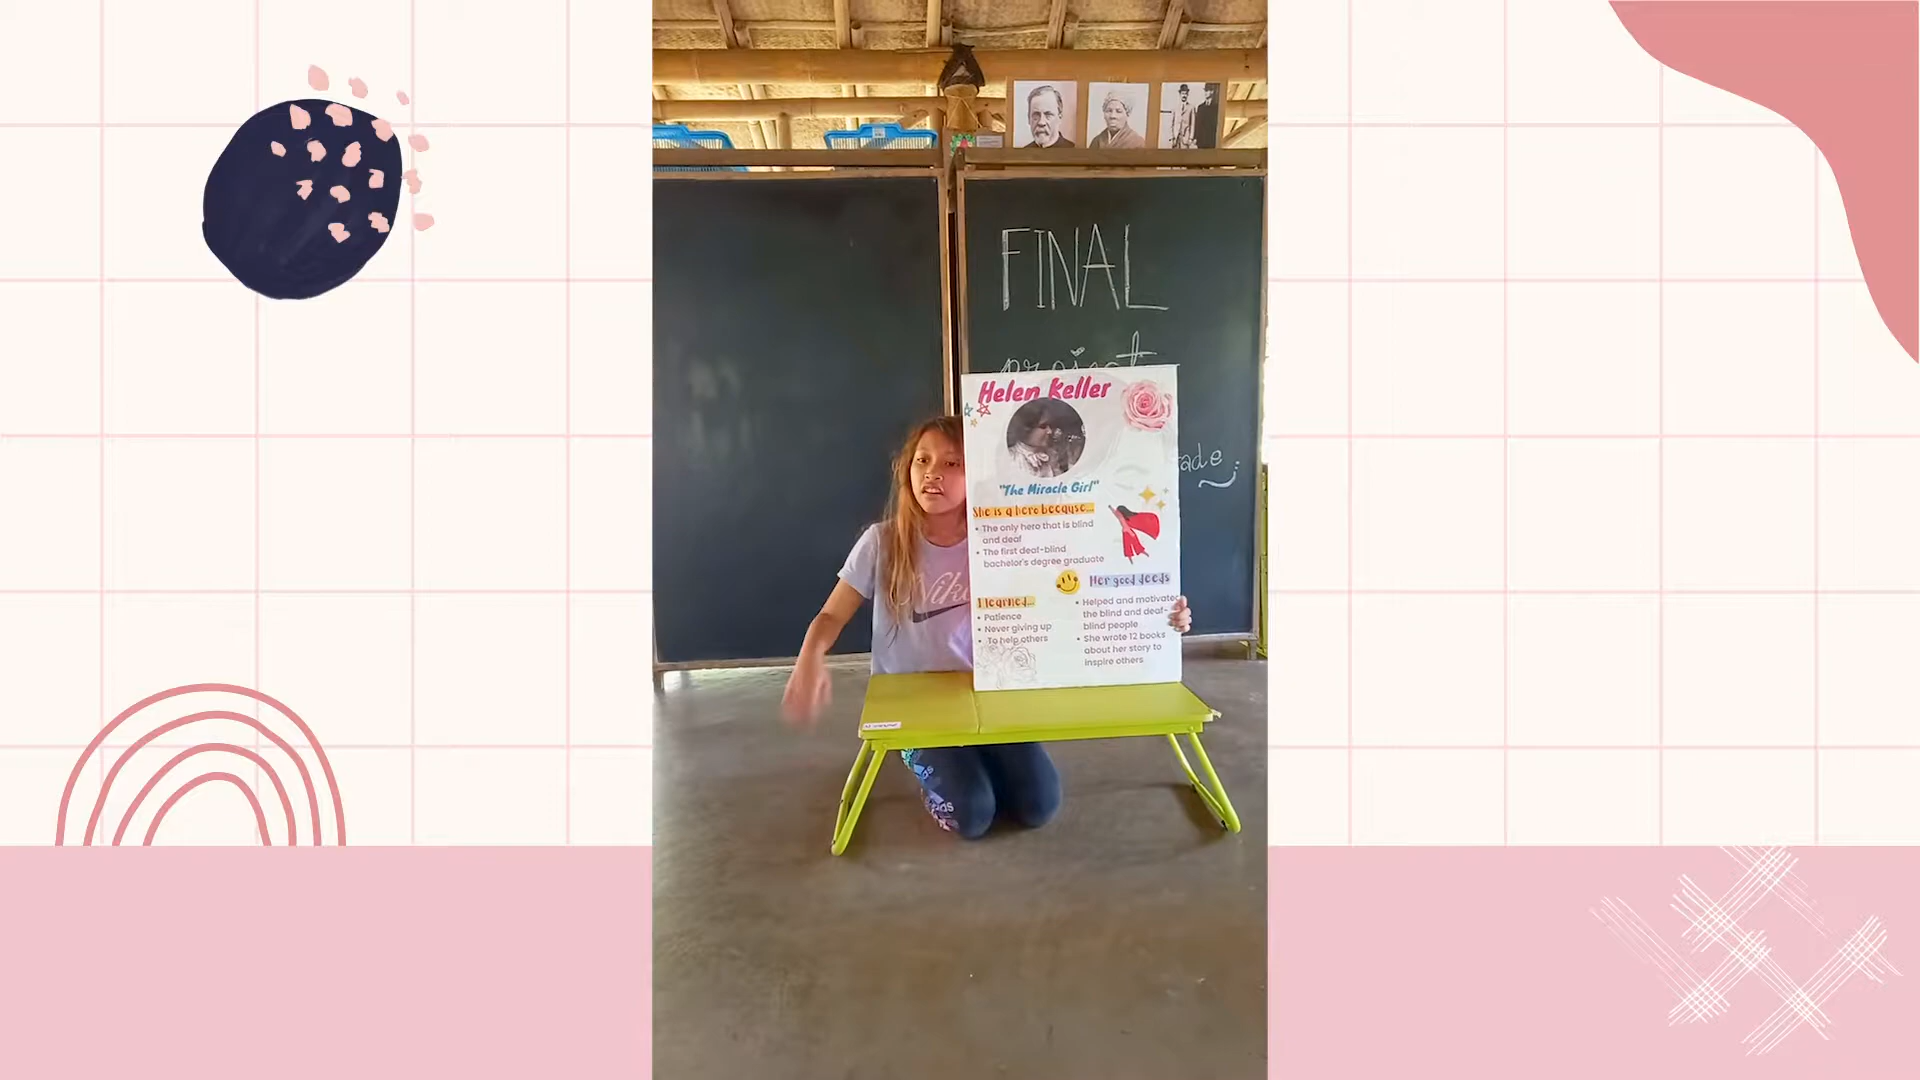 FINAL
project
ade
Helen Keller
"The Miracle Girl"
She is a hero because...
• The only hero that is blind
and deaf
• The first deaf-blind
bachelor's degree graduate
Her good deeds
• Helped and motivated
the blind and deaf-
blind people
• She wrote 12 books
about her story to
inspire others
I learned...
• Patience
• Never giving up
• To help others
Nike